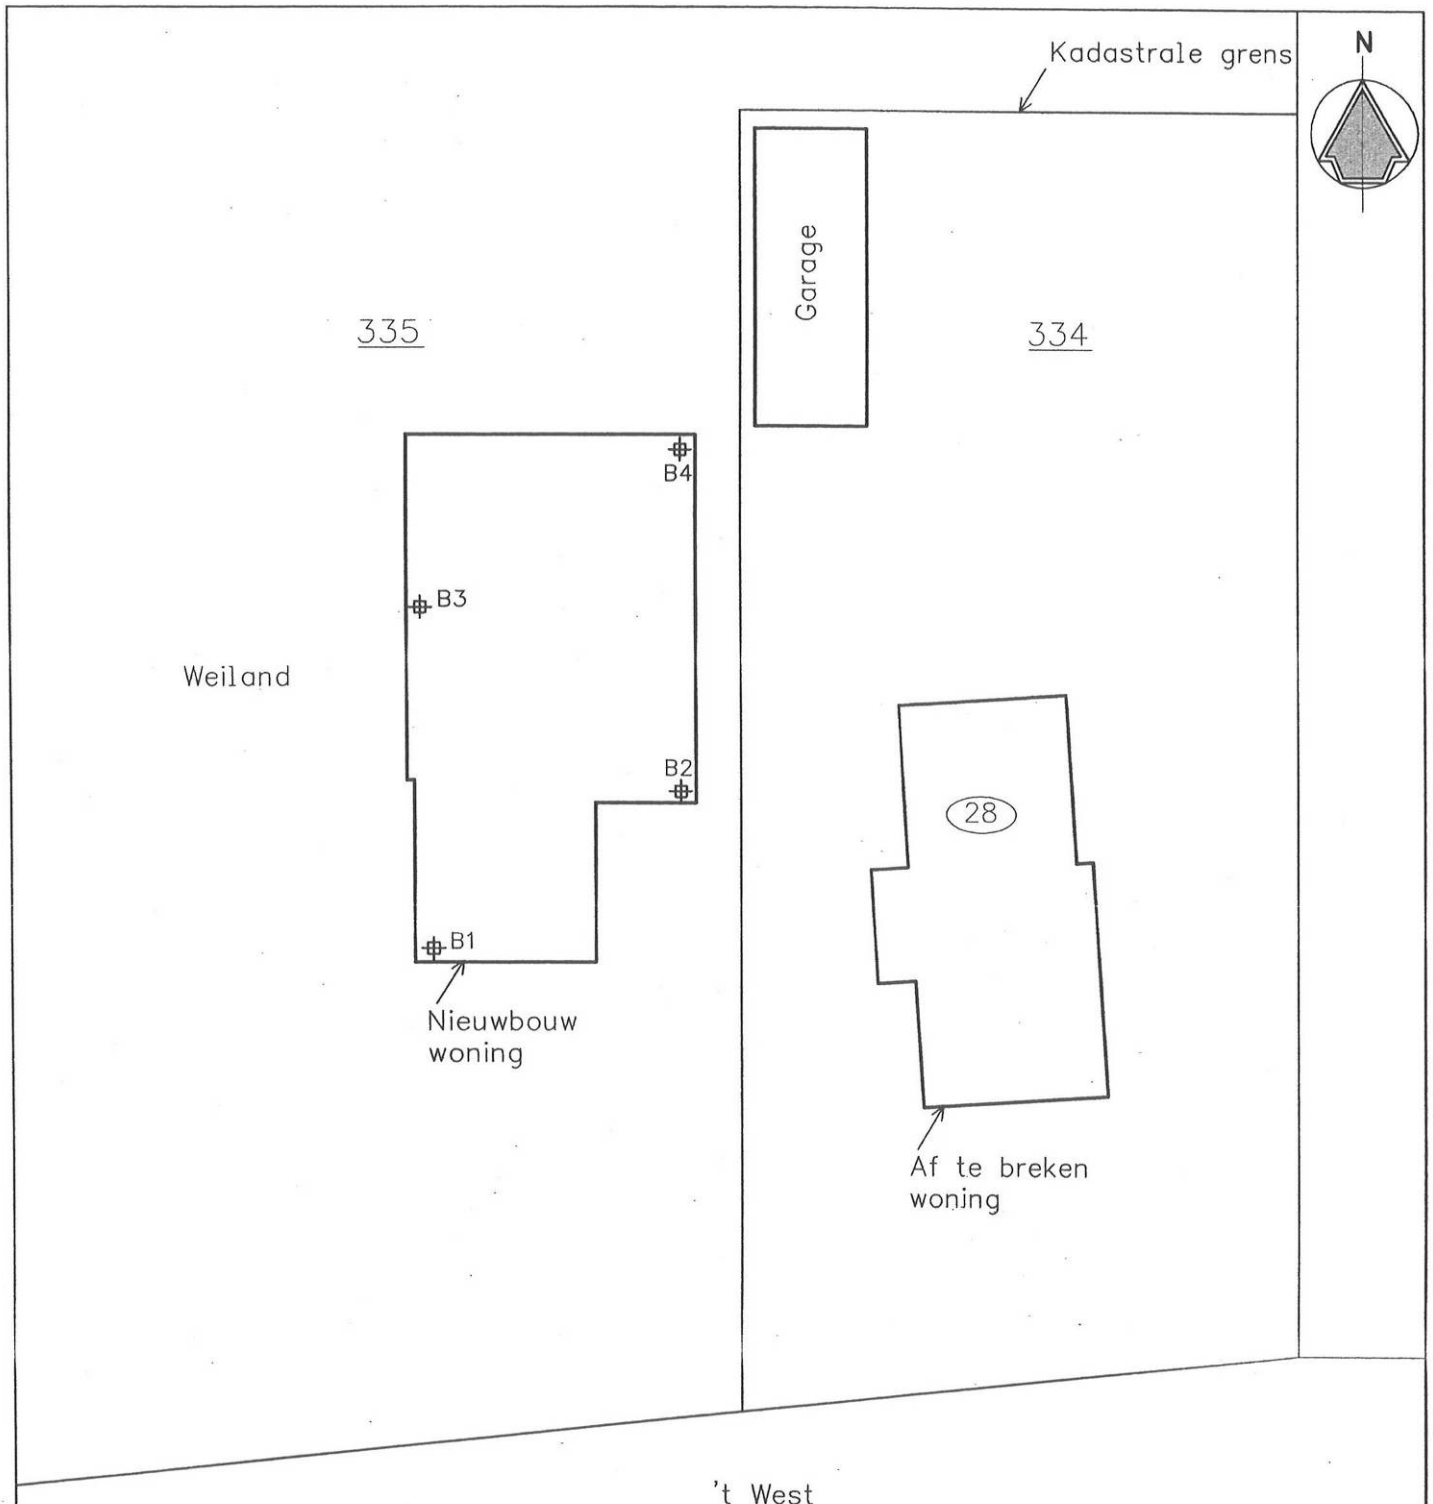 Kadastrale grens
N
Garage
335
334
B4
B3
Weiland
B2
28
B1
Nieuwbouw
woning
Af te breken
woning
't West